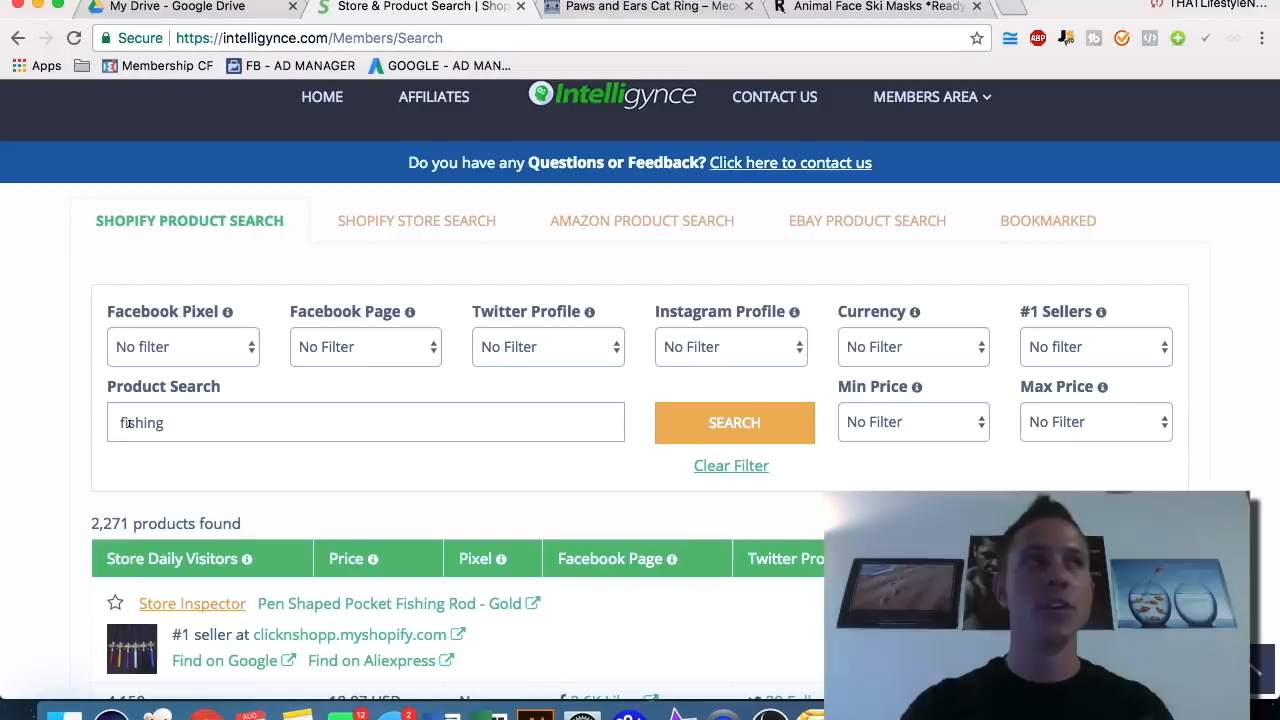 My Drive - Google Drive
Store & Product Search | Shop
Paws and Ears Cat Ring – Meo
Animal Face Ski Masks *Ready
THATLifestyleN...
Secure https://intelligynce.com/Members/Search
ABP
Apps
Membership CF
FB - AD MANAGER
GOOGLE - AD MAN...
HOME
AFFILIATES
Intelligynce
CONTACT US
MEMBERS AREA
Do you have any Questions or Feedback? Click here to contact us
SHOPIFY PRODUCT SEARCH
SHOPIFY STORE SEARCH
AMAZON PRODUCT SEARCH
EBAY PRODUCT SEARCH
BOOKMARKED
Facebook Pixel
Facebook Page
Twitter Profile
Instagram Profile
Currency
#1 Sellers
No filter
No Filter
No Filter
No Filter
No Filter
No filter
Product Search
Min Price
Max Price
fishing
SEARCH
No Filter
No Filter
Clear Filter
2,271 products found
Store Daily Visitors
Price
Pixel
Facebook Page
Twitter Pro
Store Inspector Pen Shaped Pocket Fishing Rod - Gold
#1 seller at clicknshopp.myshopify.com
Find on Google Find on Aliexpress
AUG
12
2